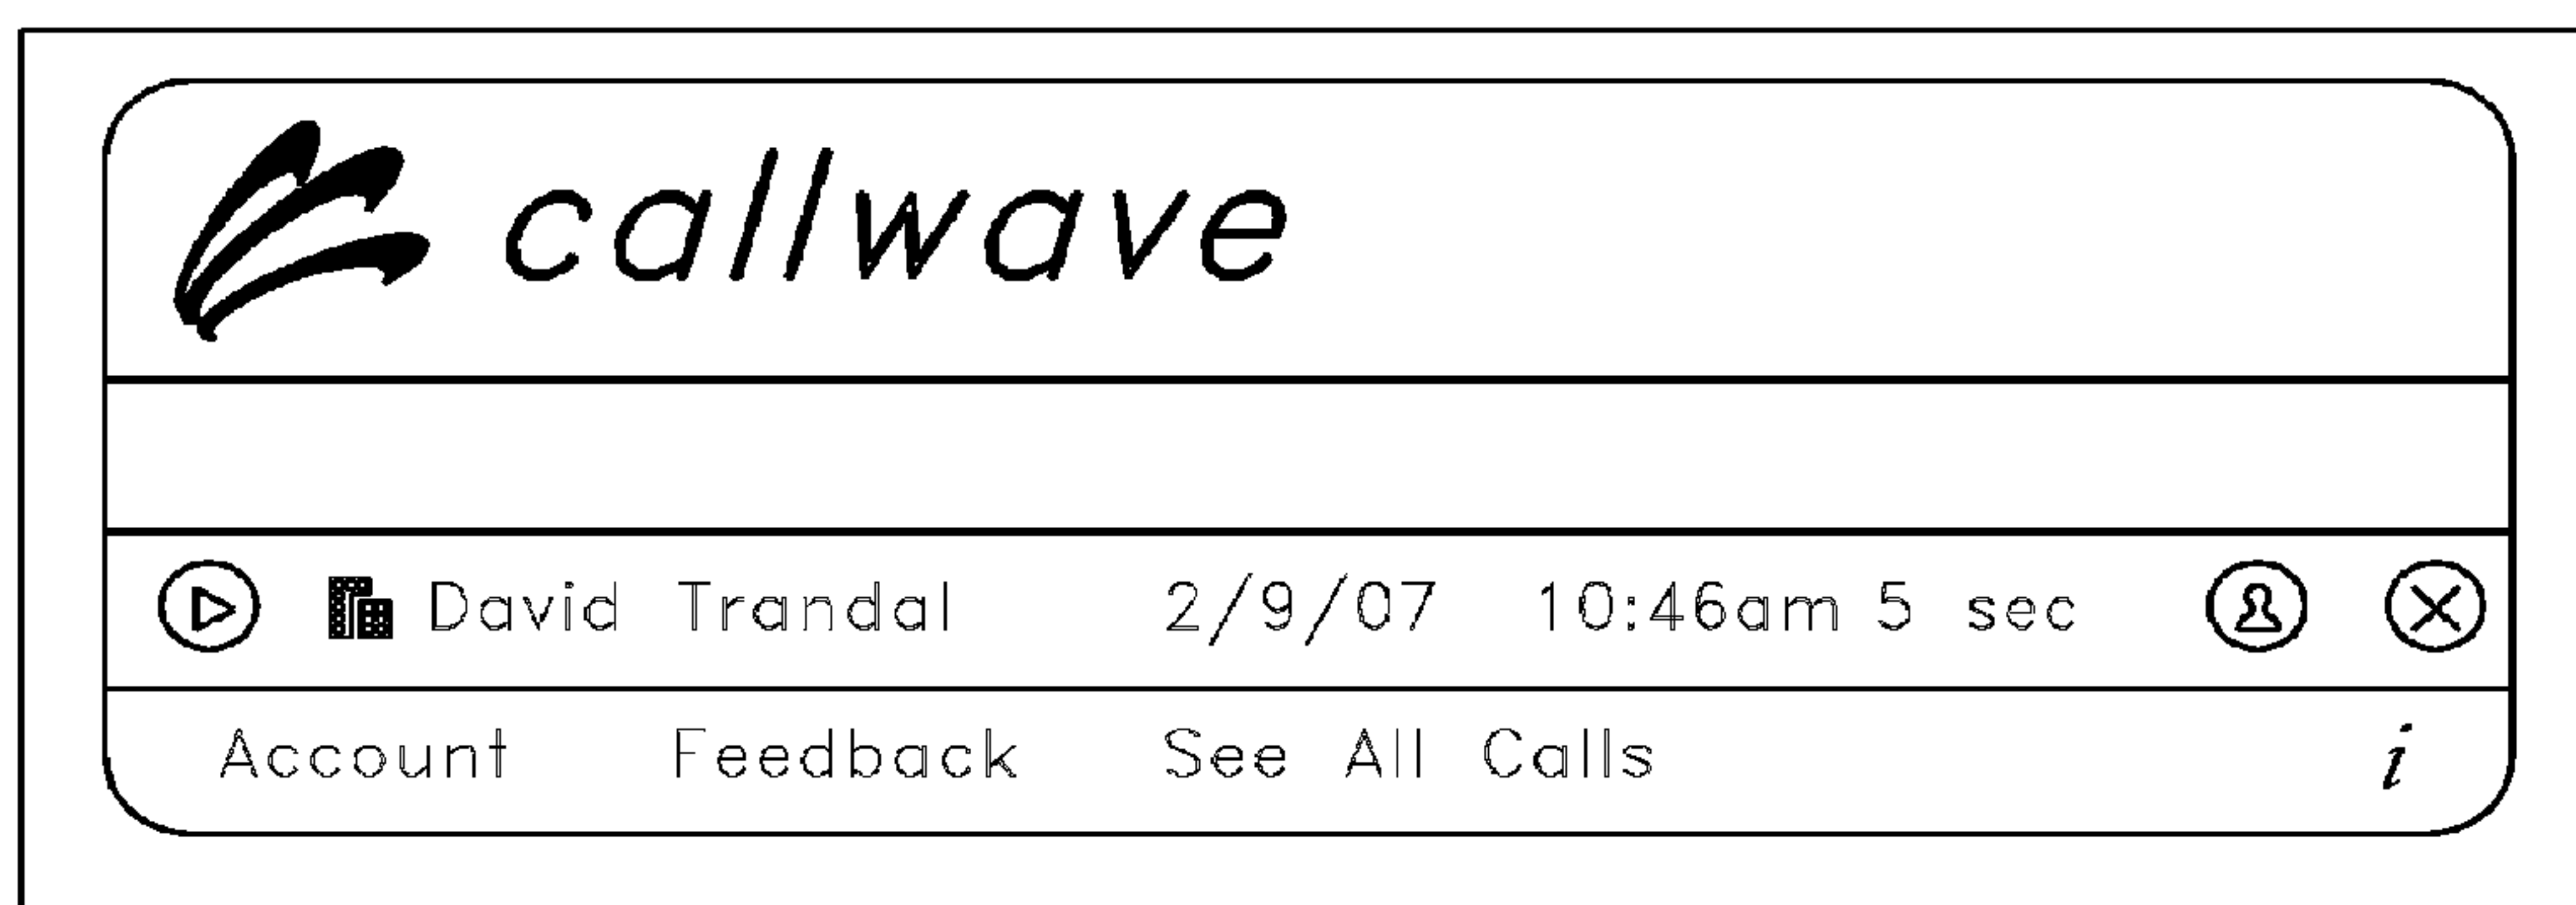 callwave
David Trandal 2/9/07 10:46am 5 sec
Account Feedback See All Calls i